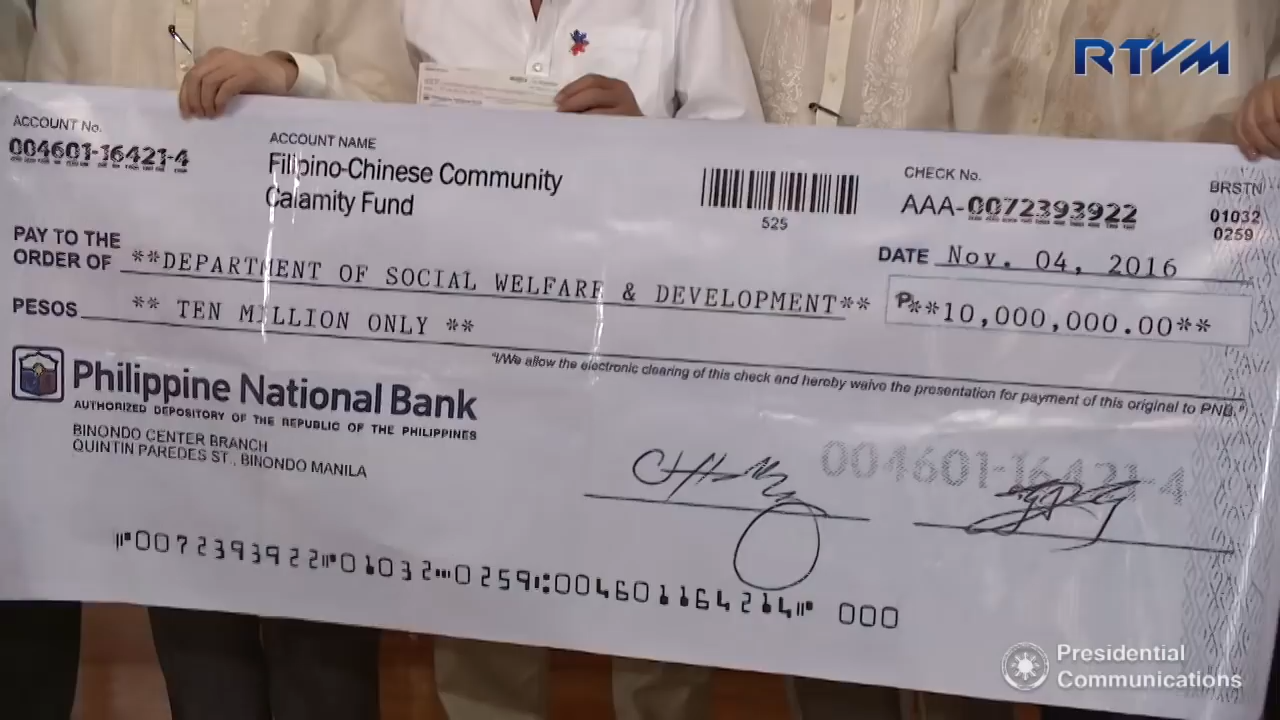 RTVM
ACCOUNT No.
004601-16421-4
ACCOUNT NAME
Filipino-Chinese Community
Calamity Fund
525
CHECK No.
AAA-0072393922
BRSTN
01032
0259
DATE Nov. 04, 2016
PAY TO THE
ORDER OF **DEPARTMENT OF SOCIAL WELFARE & DEVELOPMENT**
₱**10,000,000.00**
PESOS ** TEN MILLION ONLY **
"I/We allow the electronic clearing of this check and hereby waive the presentation for payment of this original to PNB."
Philippine National Bank
AUTHORIZED DEPOSITORY OF THE REPUBLIC OF THE PHILIPPINES
BINONDO CENTER BRANCH
QUINTIN PAREDES ST., BINONDO MANILA
004601-16421-4
⑈0072393922⑈01032⑉0259⑆004601164214⑈ 000
Presidential
Communications